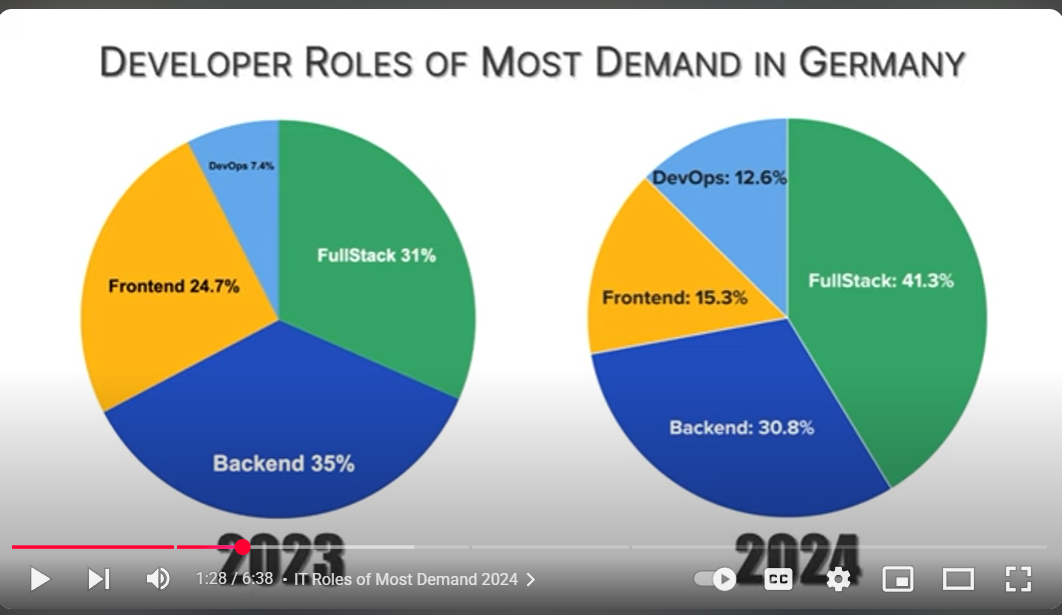 DEVELOPER ROLES OF MOST DEMAND IN GERMANY
DevOps 7.4%
FullStack 31%
Frontend 24.7%
Backend 35%
2023
DevOps: 12.6%
FullStack: 41.3%
Frontend: 15.3%
Backend: 30.8%
2024
1:28 / 6:38 • IT Roles of Most Demand 2024
CC